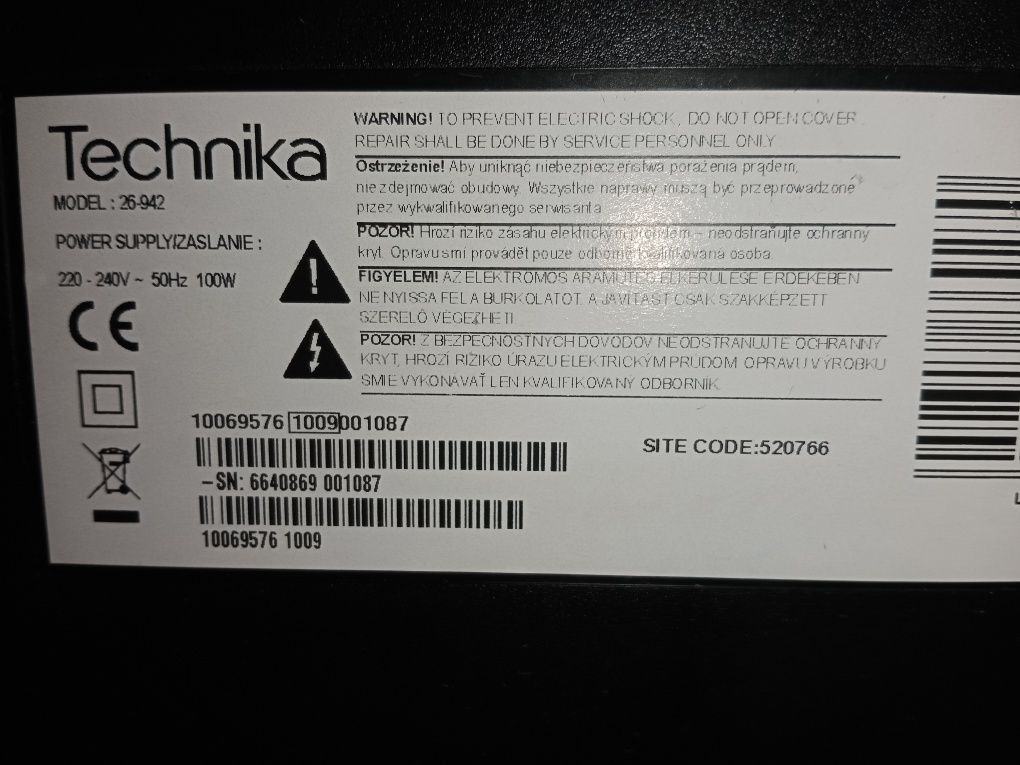 Technika
MODEL : 26-942
POWER SUPPLY/ZASLANIE :
220 - 240V ~ 50Hz 100W
CE
WARNING! TO PREVENT ELECTRIC SHOCK, DO NOT OPEN COVER.
REPAIR SHALL BE DONE BY SERVICE PERSONNEL ONLY
Ostrzeżenie! Aby uniknąć niebezpieczeństwa porażenia prądem,
nie zdejmować obudowy. Wszystkie naprawy muszą być przeprowadzone
przez wykwalifikowanego serwisanta
POZOR! Hrozí riziko zásahu elektrickým proudem – neodstraňujte ochranný
kryt. Opravu smí provádět pouze odborně kvalifikovaná osoba.
FIGYELEM! AZ ELEKTROMOS ÁRAMÜTÉS ELKERÜLÉSE ÉRDEKÉBEN
NE NYISSA FEL A BURKOLATOT. A JAVÍTÁST CSAK SZAKKÉPZETT
SZERELŐ VÉGEZHETI
POZOR! Z BEZPEČNOSTNÝCH DÔVODOV NEODSTRAŇUJTE OCHRANNÝ
KRYT, HROZÍ RIZIKO ÚRAZU ELEKTRICKÝM PRÚDOM. OPRAVU VÝROBKU
SMIE VYKONÁVAŤ LEN KVALIFIKOVANÝ ODBORNÍK.
10069576 1009001087
–SN: 6640869 001087
10069576 1009
SITE CODE:520766